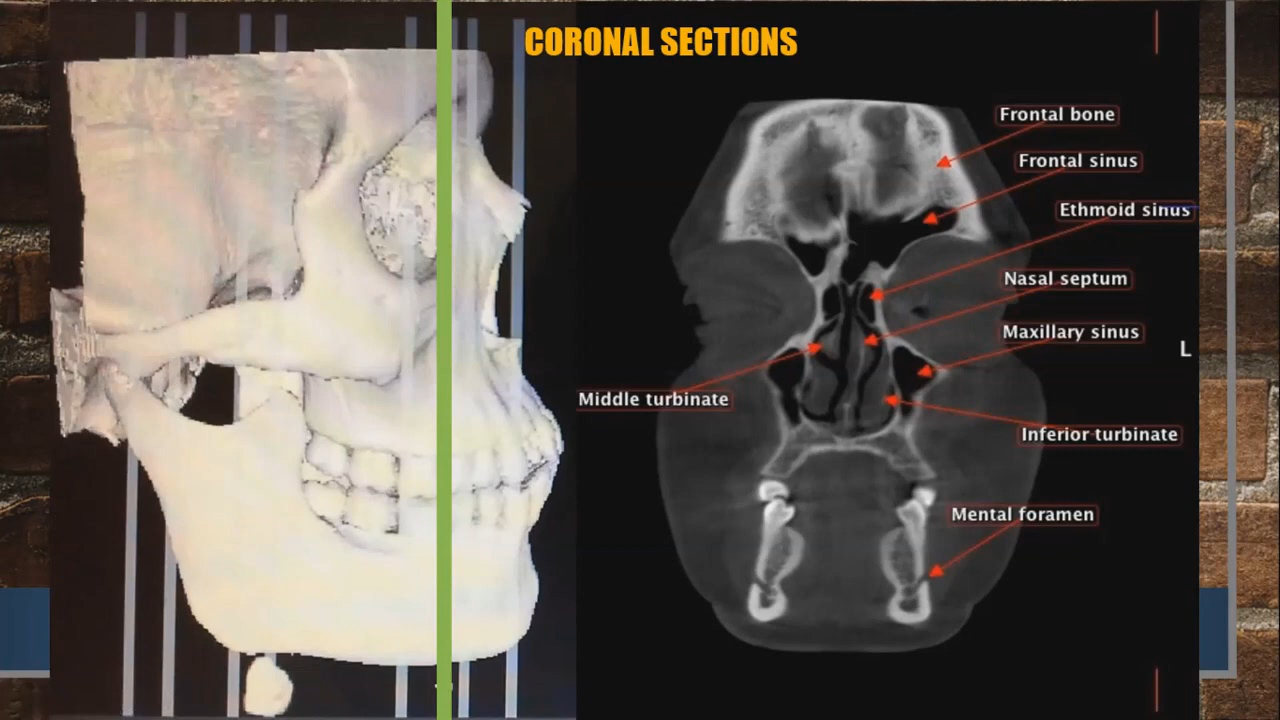 CORONAL SECTIONS
Frontal bone
Frontal sinus
Ethmoid sinus
Nasal septum
Maxillary sinus
L
Middle turbinate
Inferior turbinate
Mental foramen